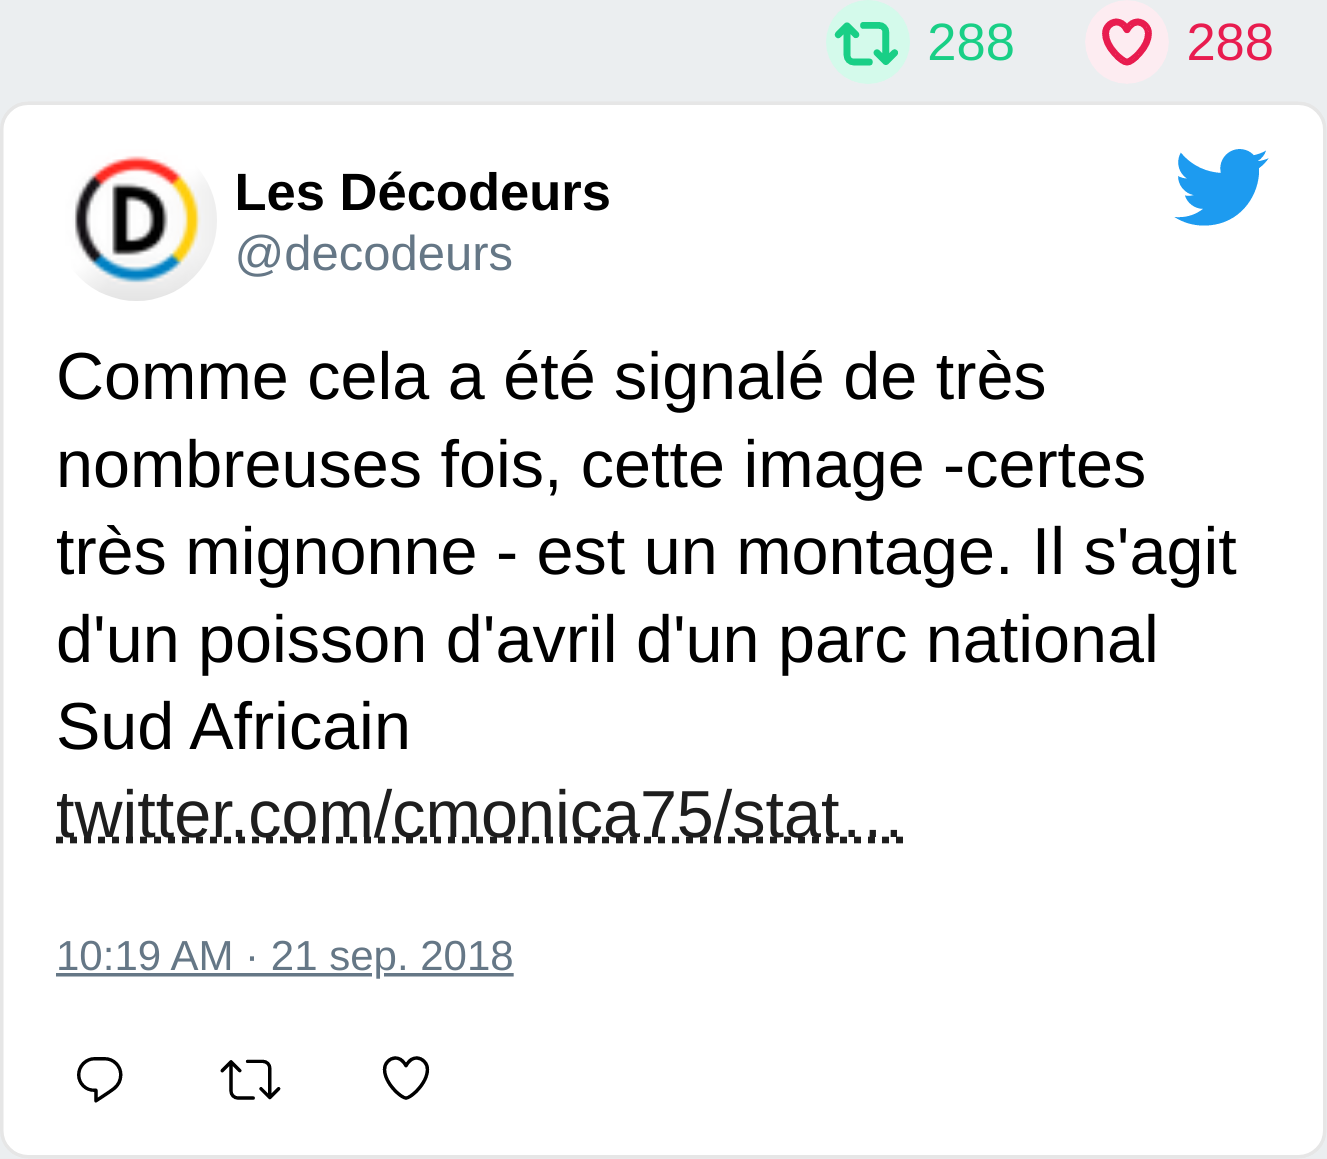 288 288
D
Les Décodeurs
@decodeurs
Comme cela a été signalé de très
nombreuses fois, cette image -certes
très mignonne - est un montage. Il s'agit
d'un poisson d'avril d'un parc national
Sud Africain
twitter.com/cmonica75/stat…
10:19 AM · 21 sep. 2018